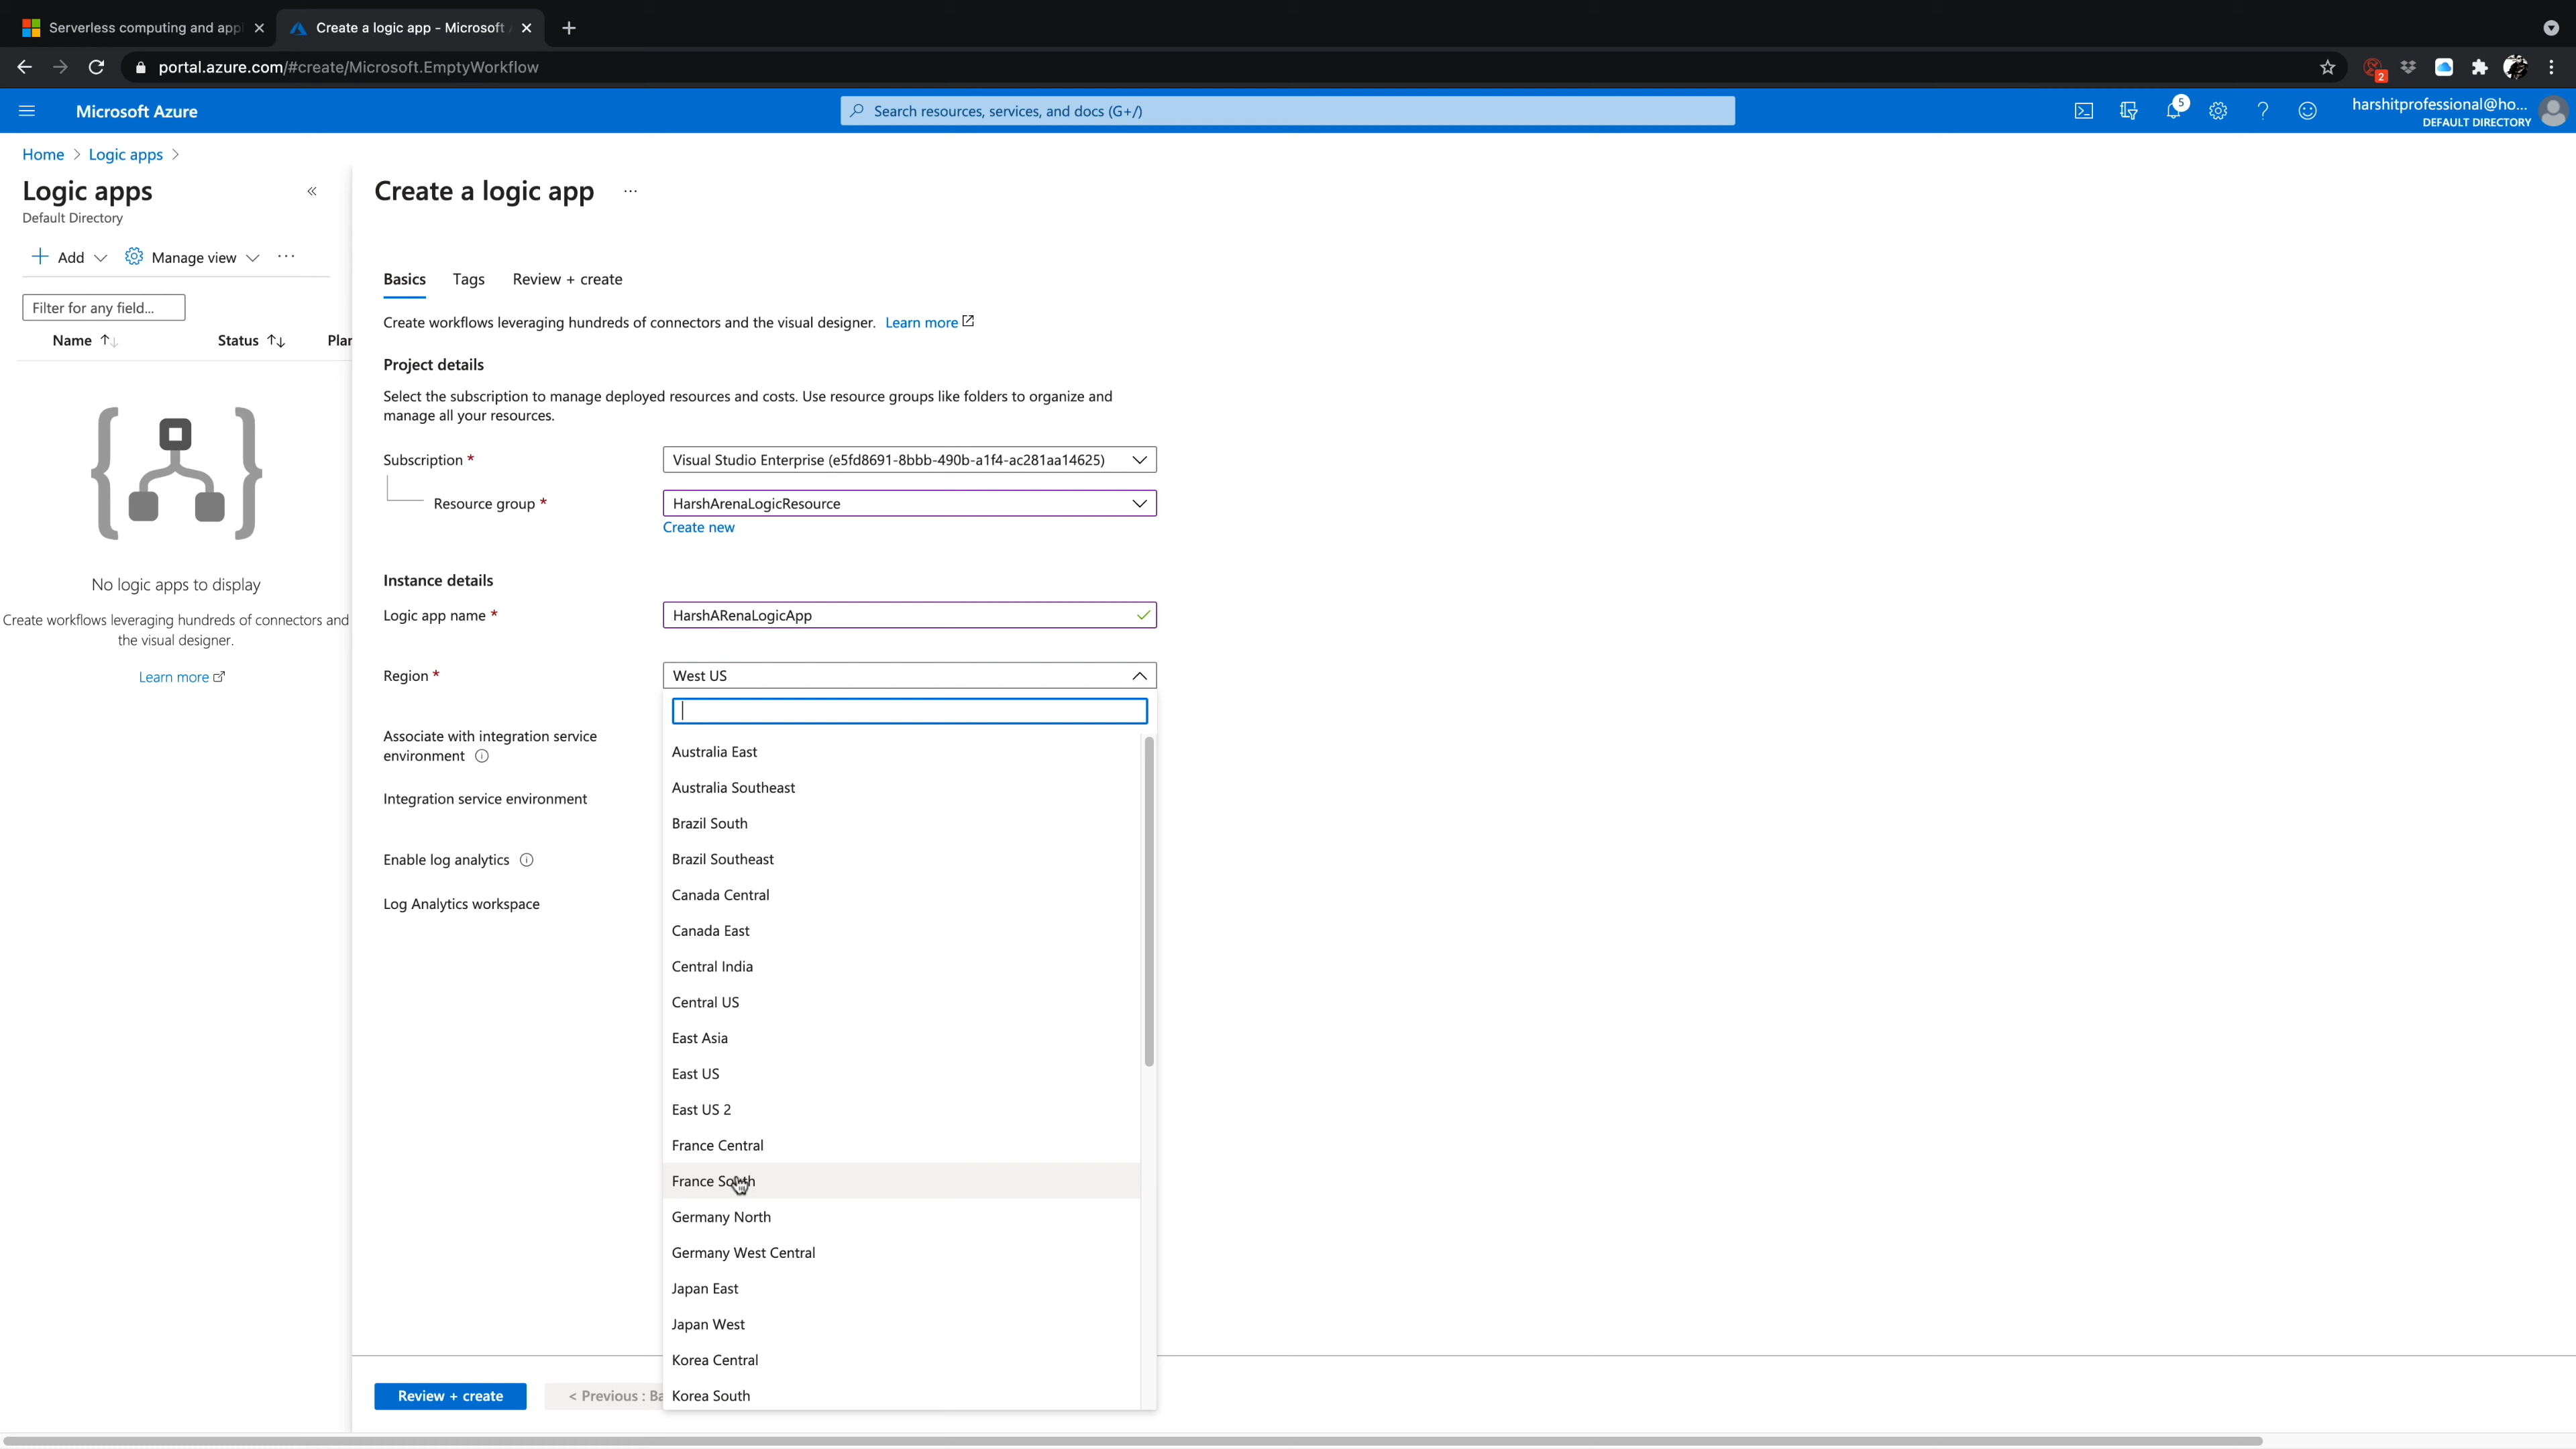 Serverless computing and appl
Create a logic app - Microsoft
portal.azure.com/#create/Microsoft.EmptyWorkflow
2
Microsoft Azure
Search resources, services, and docs (G+/)
5
harshitprofessional@ho...
DEFAULT DIRECTORY
Home > Logic apps >
Logic apps
Default Directory
Add
Manage view
Filter for any field...
Name
Status
Plan
No logic apps to display
Create workflows leveraging hundreds of connectors and
the visual designer.
Learn more
Create a logic app
Basics
Tags
Review + create
Create workflows leveraging hundreds of connectors and the visual designer. Learn more
Project details
Select the subscription to manage deployed resources and costs. Use resource groups like folders to organize and
manage all your resources.
Subscription *
Visual Studio Enterprise (e5fd8691-8bbb-490b-a1f4-ac281aa14625)
Resource group *
HarshArenaLogicResource
Create new
Instance details
Logic app name *
HarshARenaLogicApp
Region *
West US
Associate with integration service
environment
Integration service environment
Enable log analytics
Log Analytics workspace
Australia East
Australia Southeast
Brazil South
Brazil Southeast
Canada Central
Canada East
Central India
Central US
East Asia
East US
East US 2
France Central
France South
Germany North
Germany West Central
Japan East
Japan West
Korea Central
Korea South
Review + create
< Previous : Ba